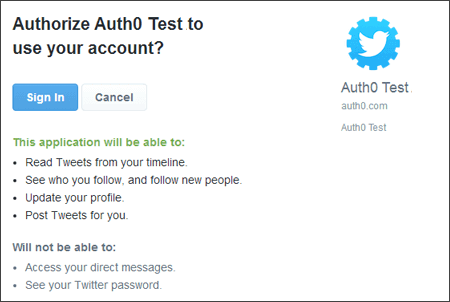 Authorize Auth0 Test to
use your account?
Sign In
Cancel
Auth0 Test
auth0.com
Auth0 Test
This application will be able to:
Read Tweets from your timeline.
See who you follow, and follow new people.
Update your profile.
Post Tweets for you.
Will not be able to:
Access your direct messages.
See your Twitter password.